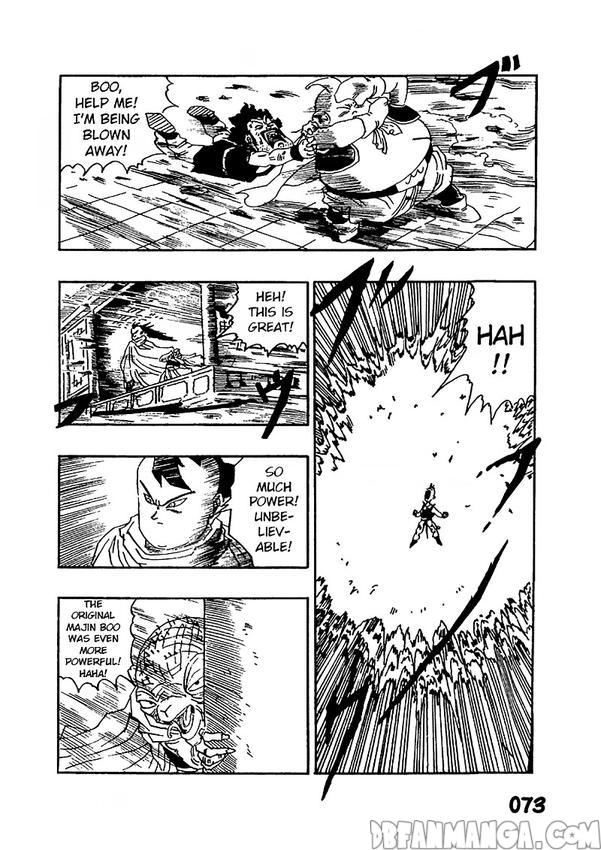 BOO,
HELP ME!
I'M BEING
BLOWN
AWAY!
ブ
HEH!
THIS IS
GREAT!
HAH
!!
SO
MUCH
POWER!
UNBE-
LIEV-
ABLE!
THE
ORIGINAL
MAJIN BOO
WAS EVEN
MORE
POWERFUL!
HAHA!
073
DBFANMANGA.COM